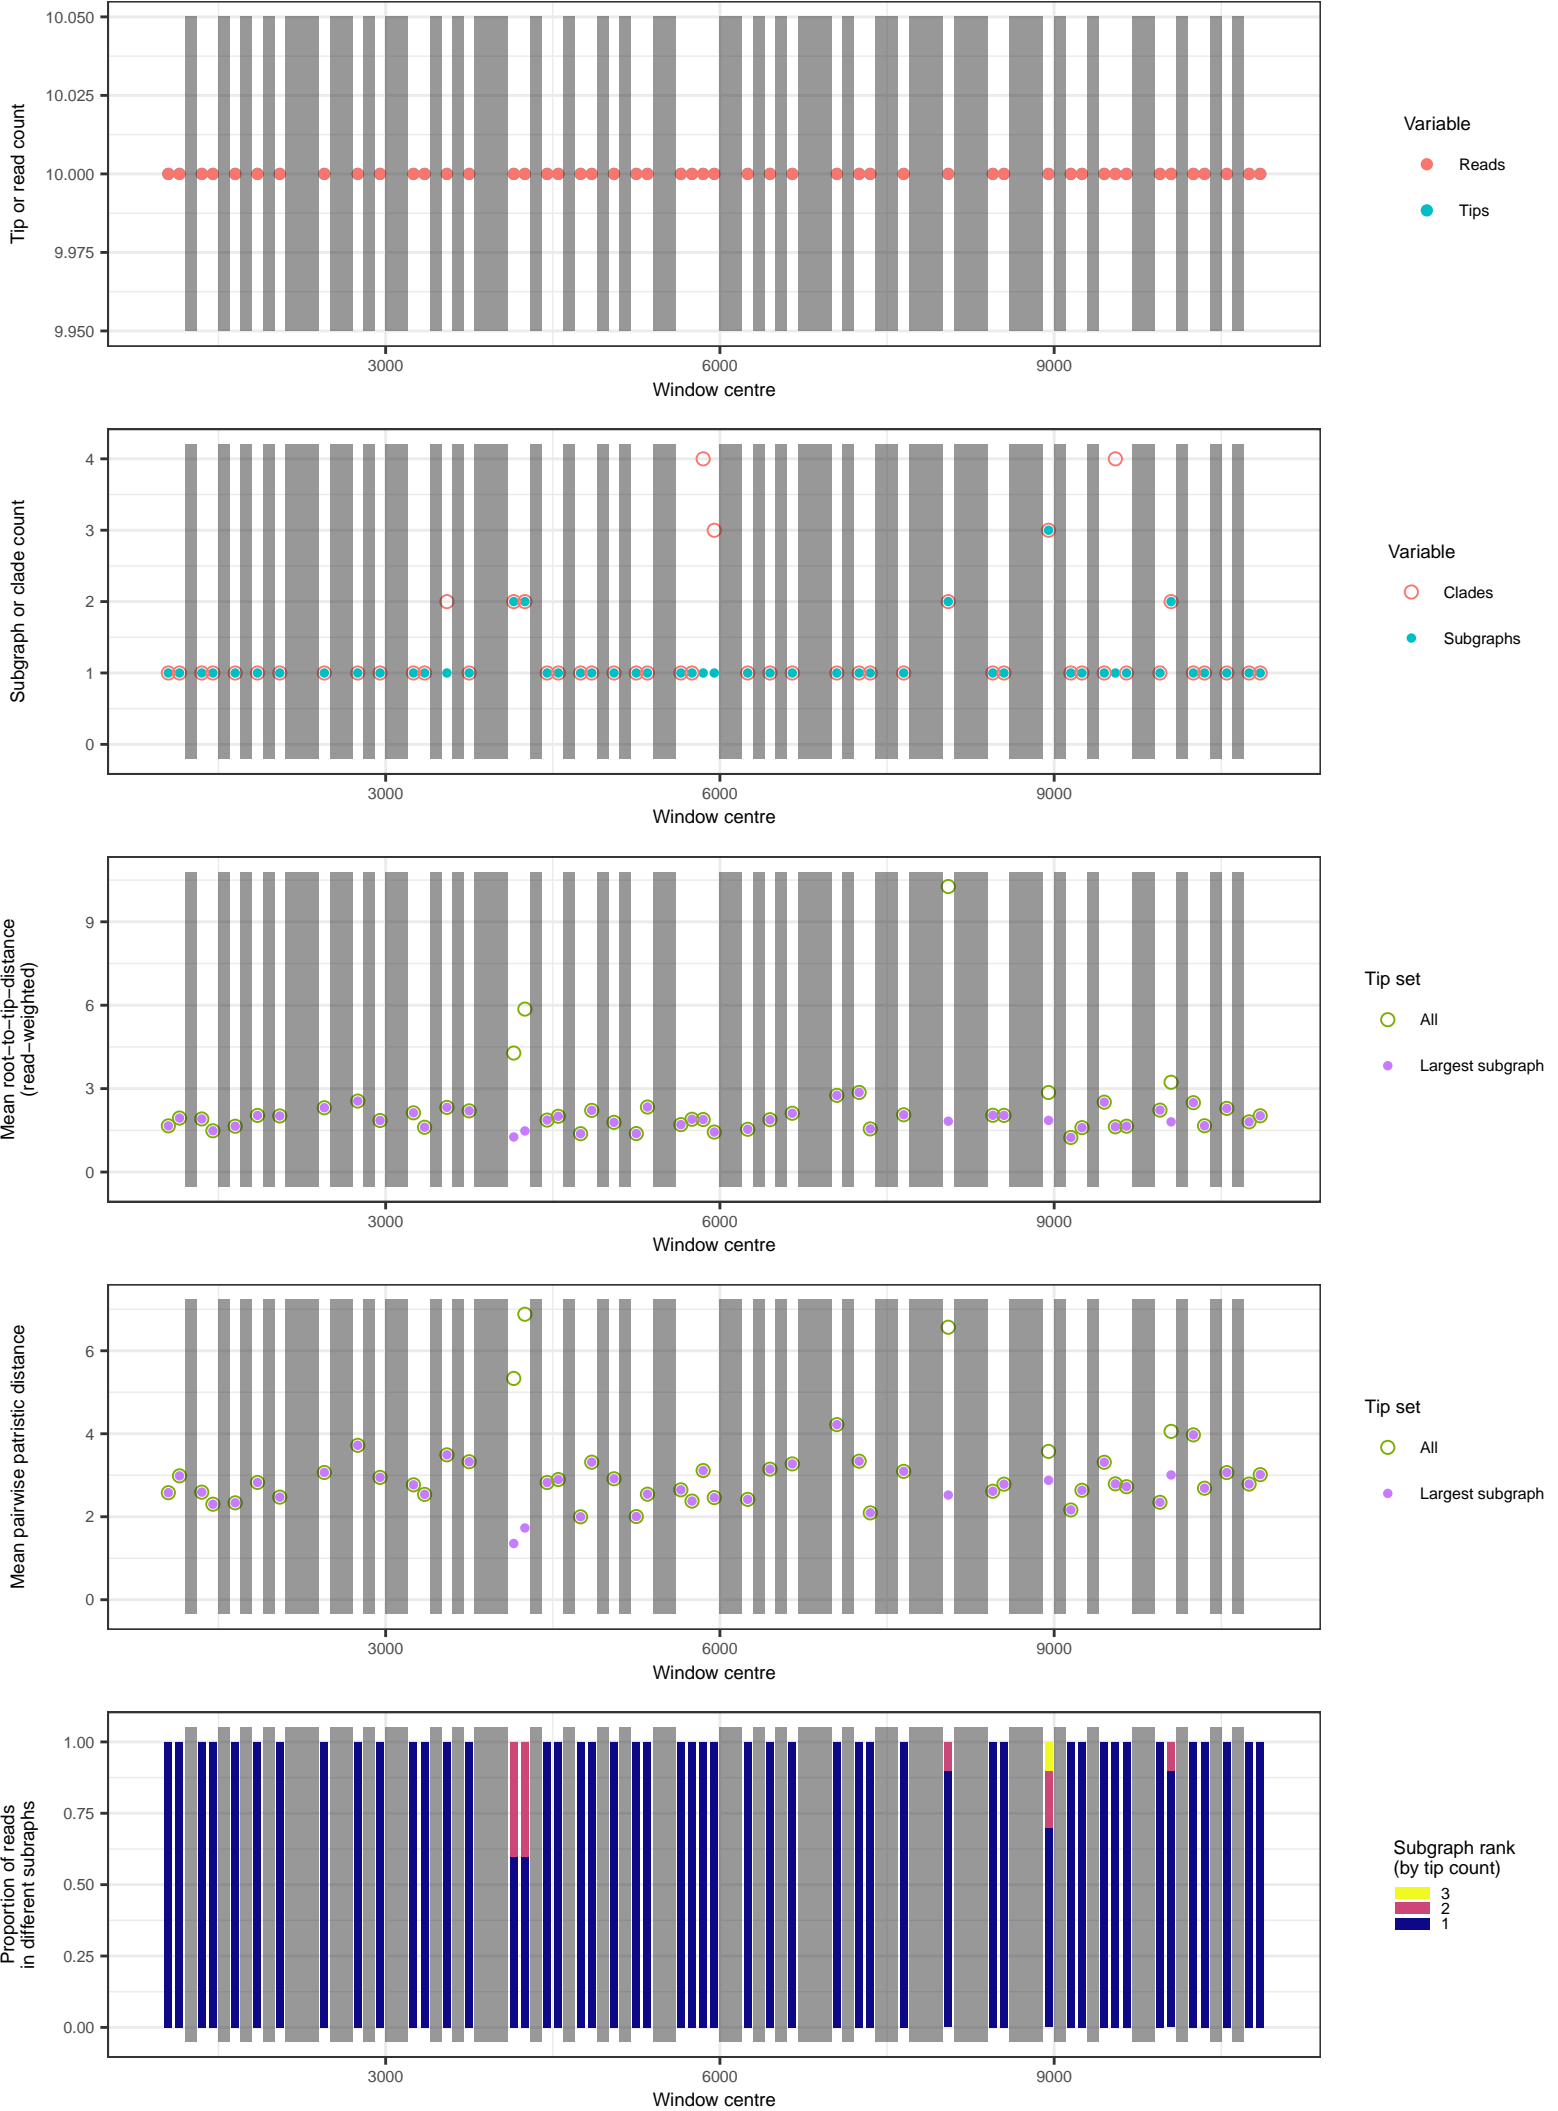 10.050
10.025
10.000
9.975
9.950
Tip or read count
3000
6000
9000
Window centre
Variable
Reads
Tips
4
3
2
1
0
Subgraph or clade count
3000
6000
9000
Window centre
Variable
Clades
Subgraphs
9
6
3
0
Mean root−to−tip−distance
(read−weighted)
3000
6000
9000
Window centre
Tip set
All
Largest subgraph
6
4
2
0
Mean pairwise patristic distance
3000
6000
9000
Window centre
Tip set
All
Largest subgraph
1.00
0.75
0.50
0.25
0.00
Proportion of reads
in different subraphs
3000
6000
9000
Window centre
Subgraph rank
(by tip count)
3
2
1